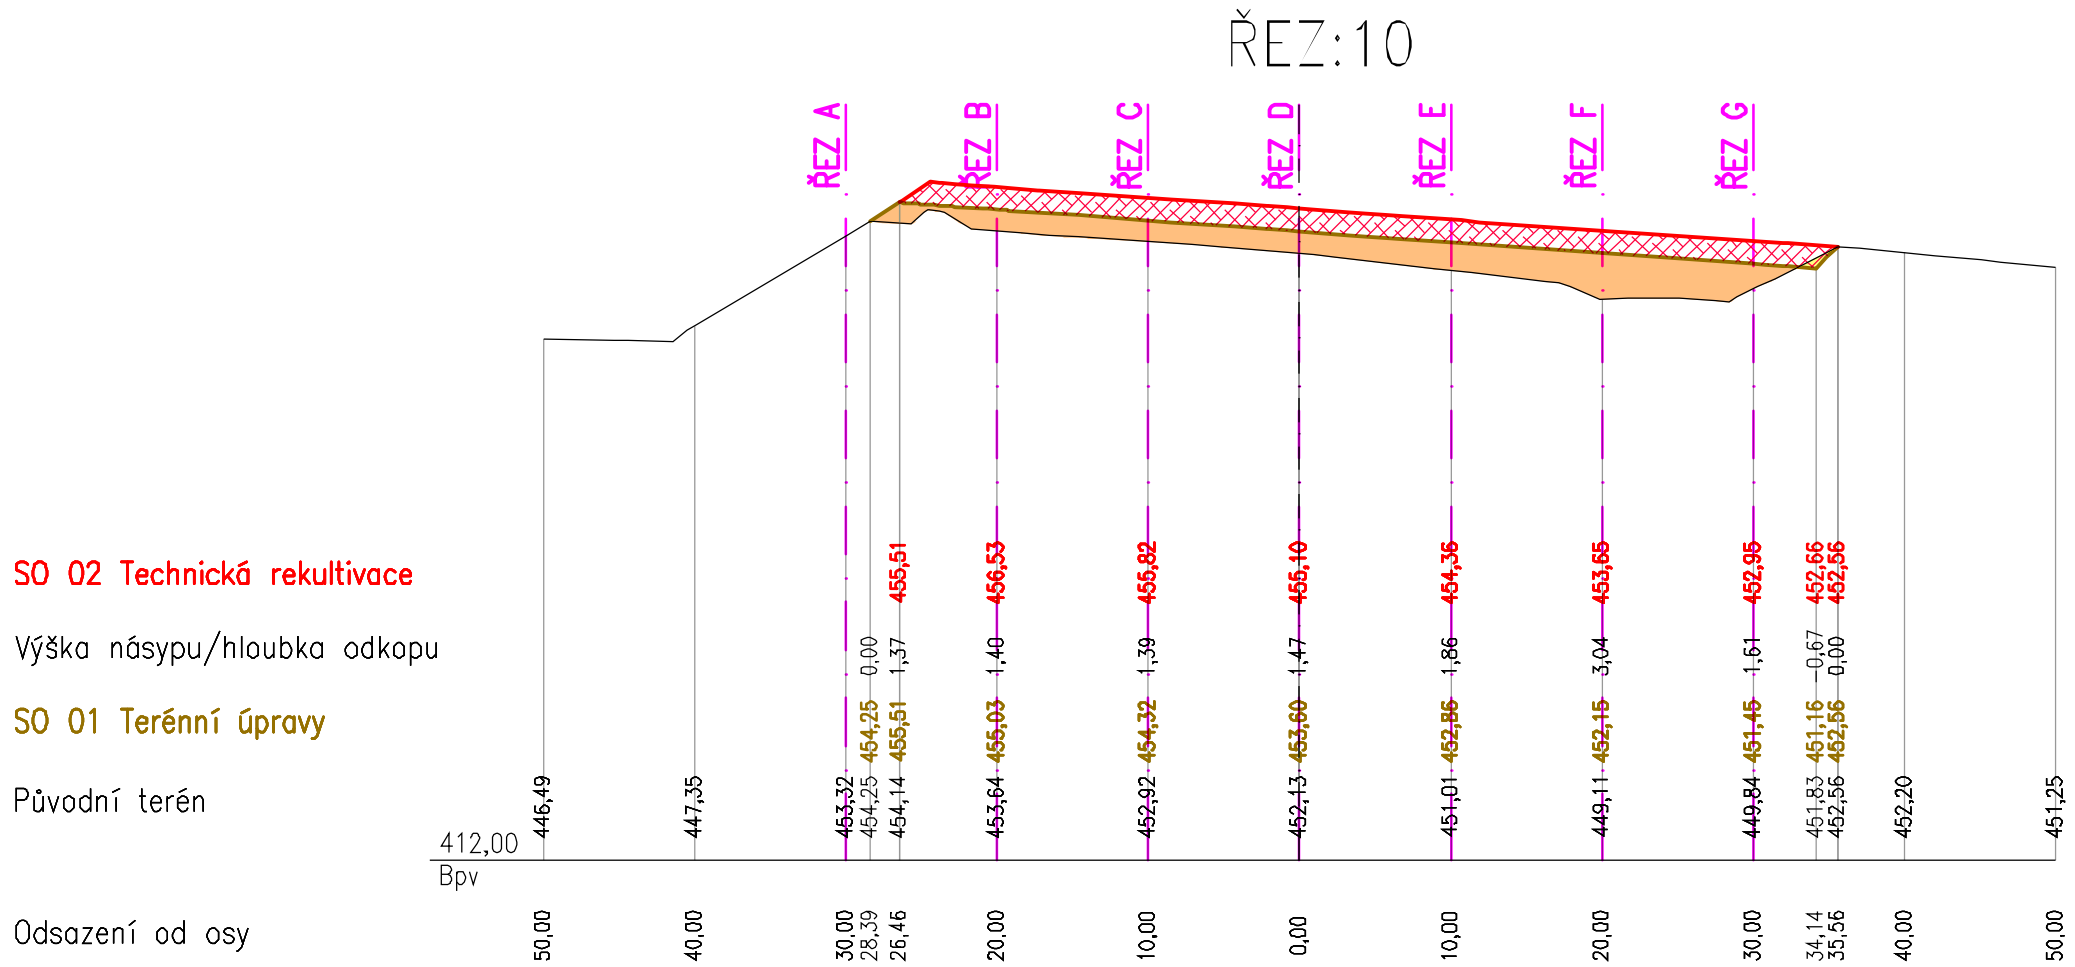 ŘEZ:10
ŘEZ A ŘEZ B ŘEZ C ŘEZ D ŘEZ E ŘEZ F ŘEZ G
SO 02 Technická rekultivace 455,51 456,53 455,82 455,10 454,36 453,65 452,95 452,66 452,56
Výška násypu/hloubka odkopu 0,00 1,37 1,40 1,39 1,47 1,86 3,04 1,61 -0,67 0,00
SO 01 Terénní úpravy 454,25 455,51 455,03 454,32 453,60 452,86 452,15 451,45 451,16 452,56
Původní terén 446,49 447,35 453,32 454,25 454,14 453,64 452,92 452,13 451,01 449,11 449,84 451,83 452,56 452,20 451,25
412,00
Bpv
Odsazení od osy 50,00 40,00 30,00 28,39 26,46 20,00 10,00 0,00 10,00 20,00 30,00 34,14 35,56 40,00 50,00